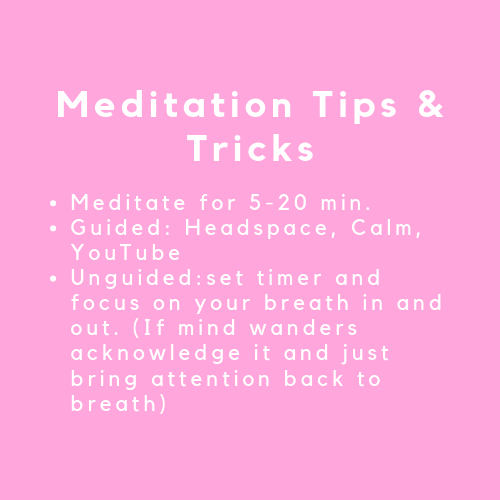 Meditation Tips &
Tricks
• Meditate for 5-20 min.
• Guided: Headspace, Calm,
YouTube
• Unguided:set timer and
focus on your breath in and
out. (If mind wanders
acknowledge it and just
bring attention back to
breath)